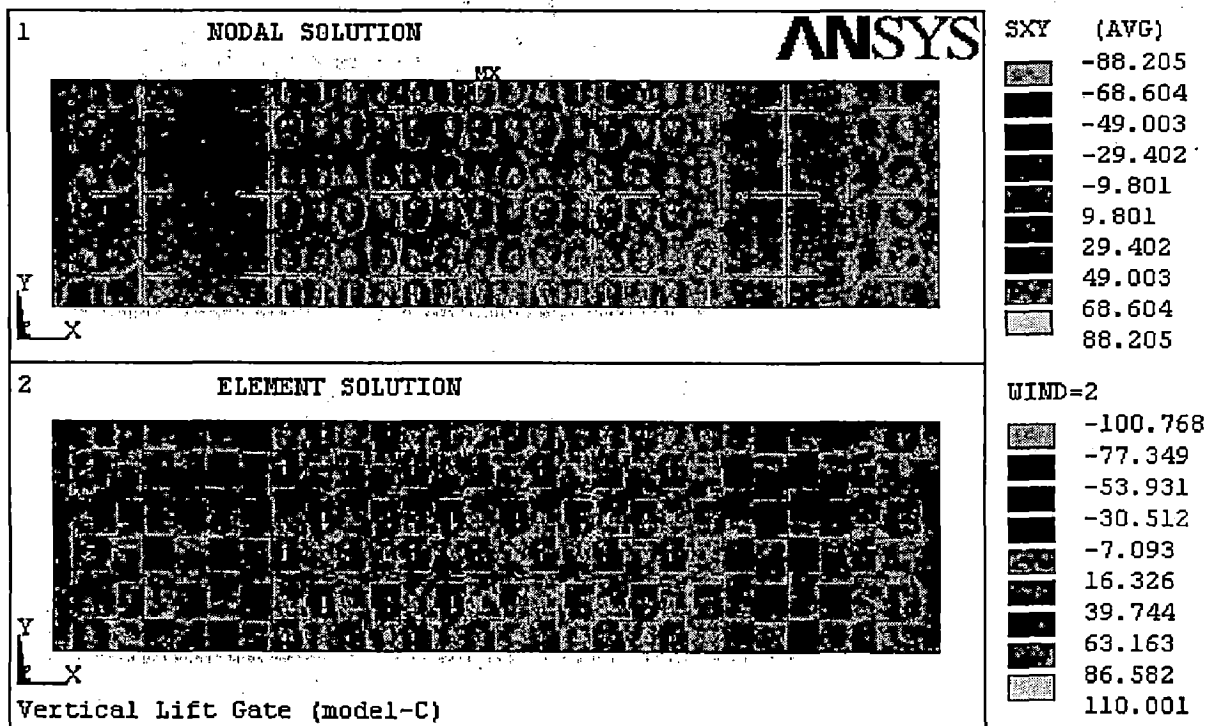 1
NODAL SOLUTION
ANSYS
MX
Y
X
2
ELEMENT SOLUTION
Y
X
Vertical Lift Gate (model-C)
SXY (AVG)
-88.205
-68.604
-49.003
-29.402
-9.801
9.801
29.402
49.003
68.604
88.205
WIND=2
-100.768
-77.349
-53.931
-30.512
-7.093
16.326
39.744
63.163
86.582
110.001